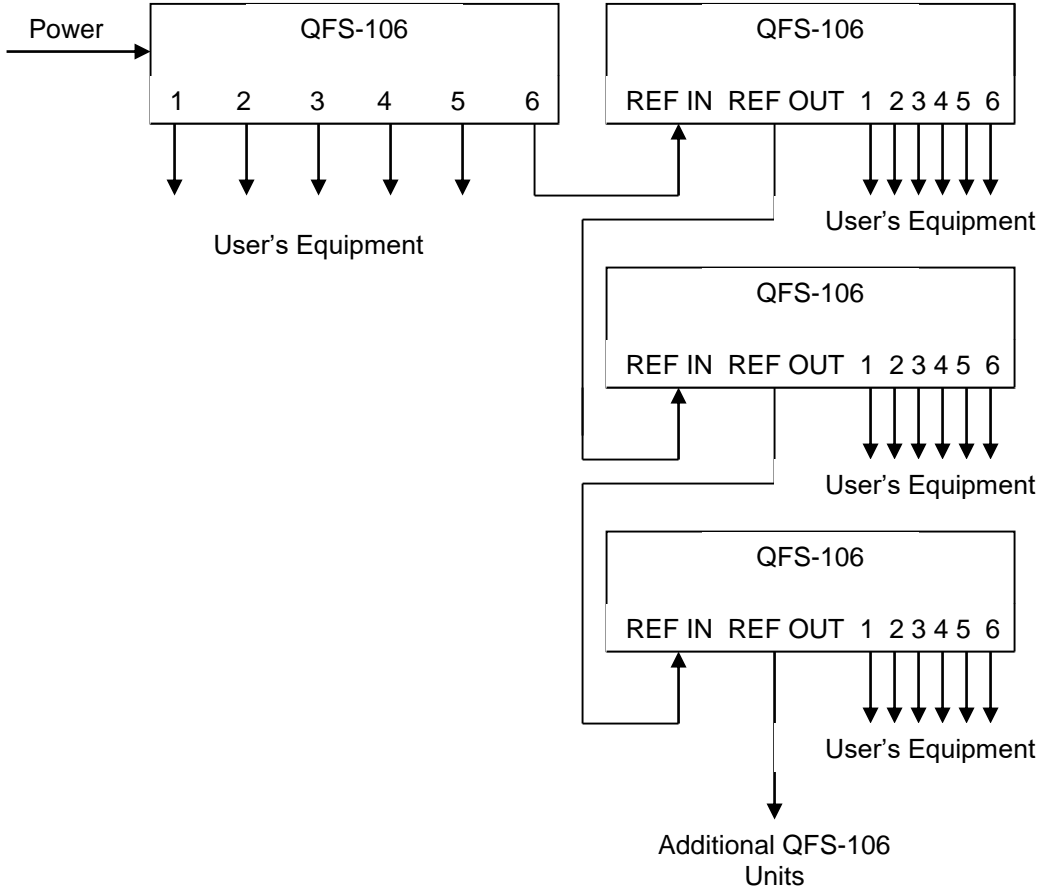 Power
QFS-106
1 2 3 4 5 6
User’s Equipment
QFS-106
REF IN REF OUT 1 2 3 4 5 6
User’s Equipment
QFS-106
REF IN REF OUT 1 2 3 4 5 6
User’s Equipment
QFS-106
REF IN REF OUT 1 2 3 4 5 6
User’s Equipment
Additional QFS-106
Units